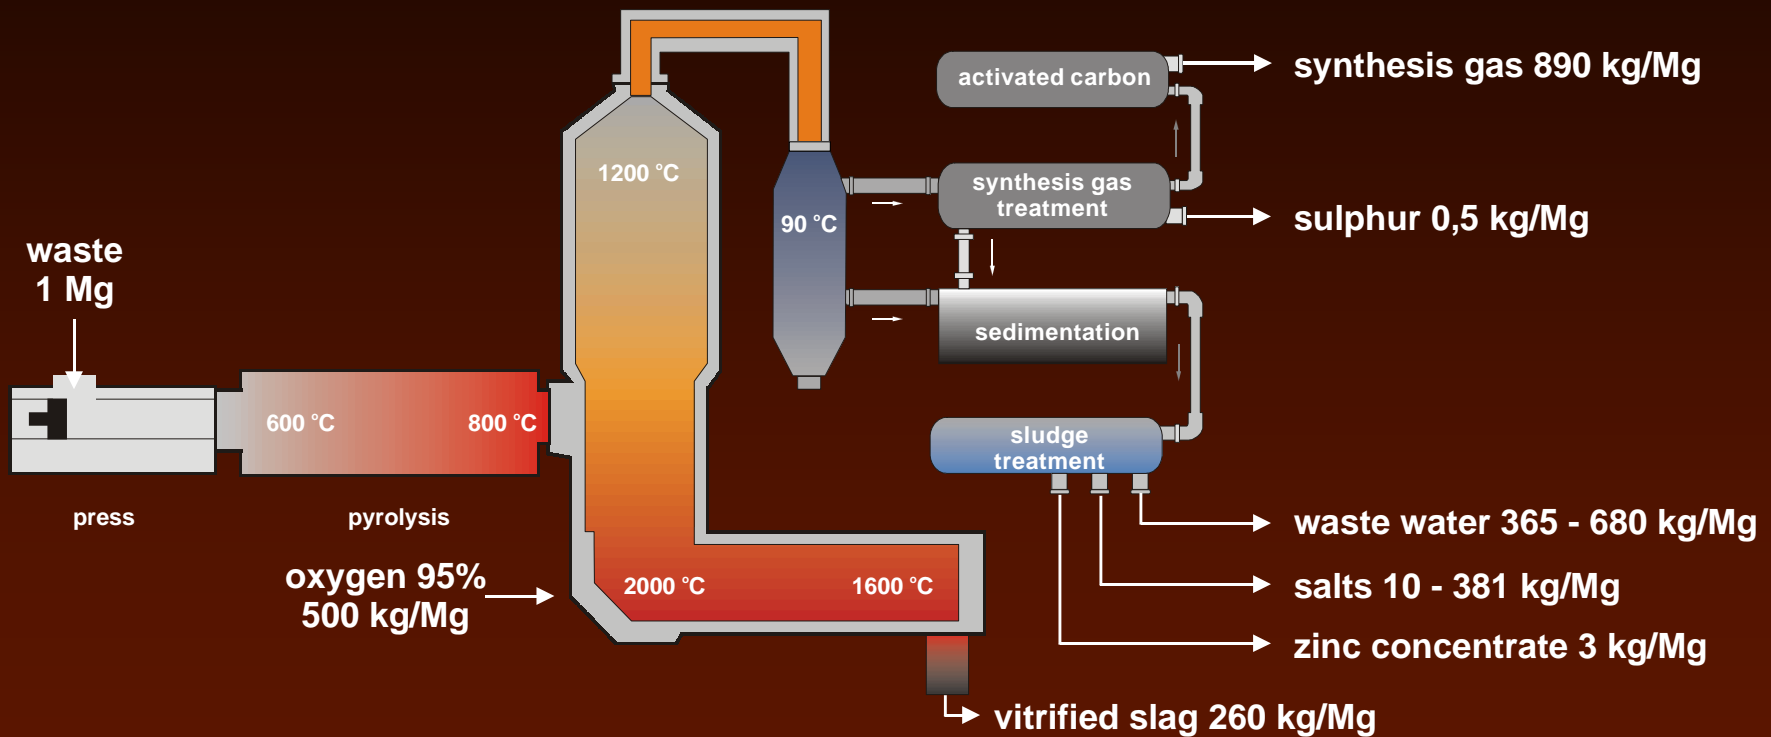 activated carbon
synthesis gas 890 kg/Mg
1200 °C
synthesis gas
treatment
90 °C
sulphur 0,5 kg/Mg
waste
1 Mg
sedimentation
600 °C
800 °C
sludge
treatment
press
pyrolysis
waste water 365 - 680 kg/Mg
oxygen 95%
500 kg/Mg
2000 °C
1600 °C
salts 10 - 381 kg/Mg
zinc concentrate 3 kg/Mg
vitrified slag 260 kg/Mg